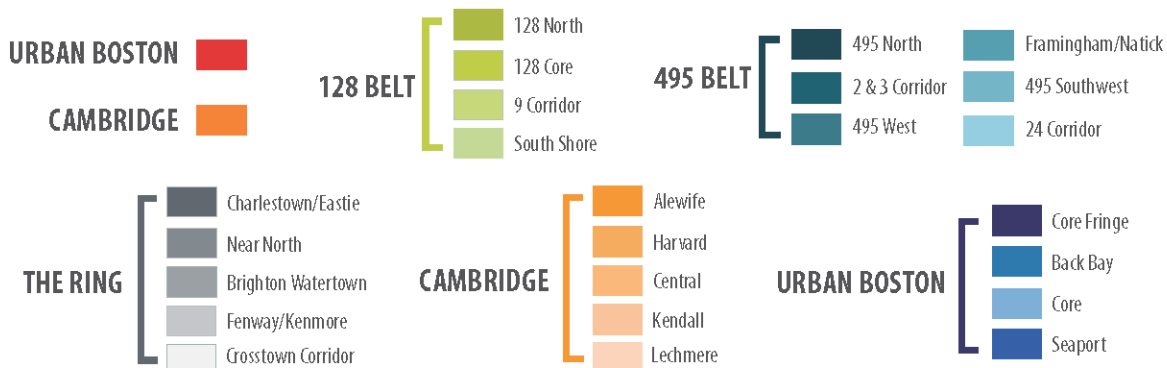 URBAN BOSTON
CAMBRIDGE
128 BELT
128 North
128 Core
9 Corridor
South Shore
495 BELT
495 North
2 & 3 Corridor
495 West
Framingham/Natick
495 Southwest
24 Corridor
THE RING
Charlestown/Eastie
Near North
Brighton Watertown
Fenway/Kenmore
Crosstown Corridor
CAMBRIDGE
Alewife
Harvard
Central
Kendall
Lechmere
URBAN BOSTON
Core Fringe
Back Bay
Core
Seaport